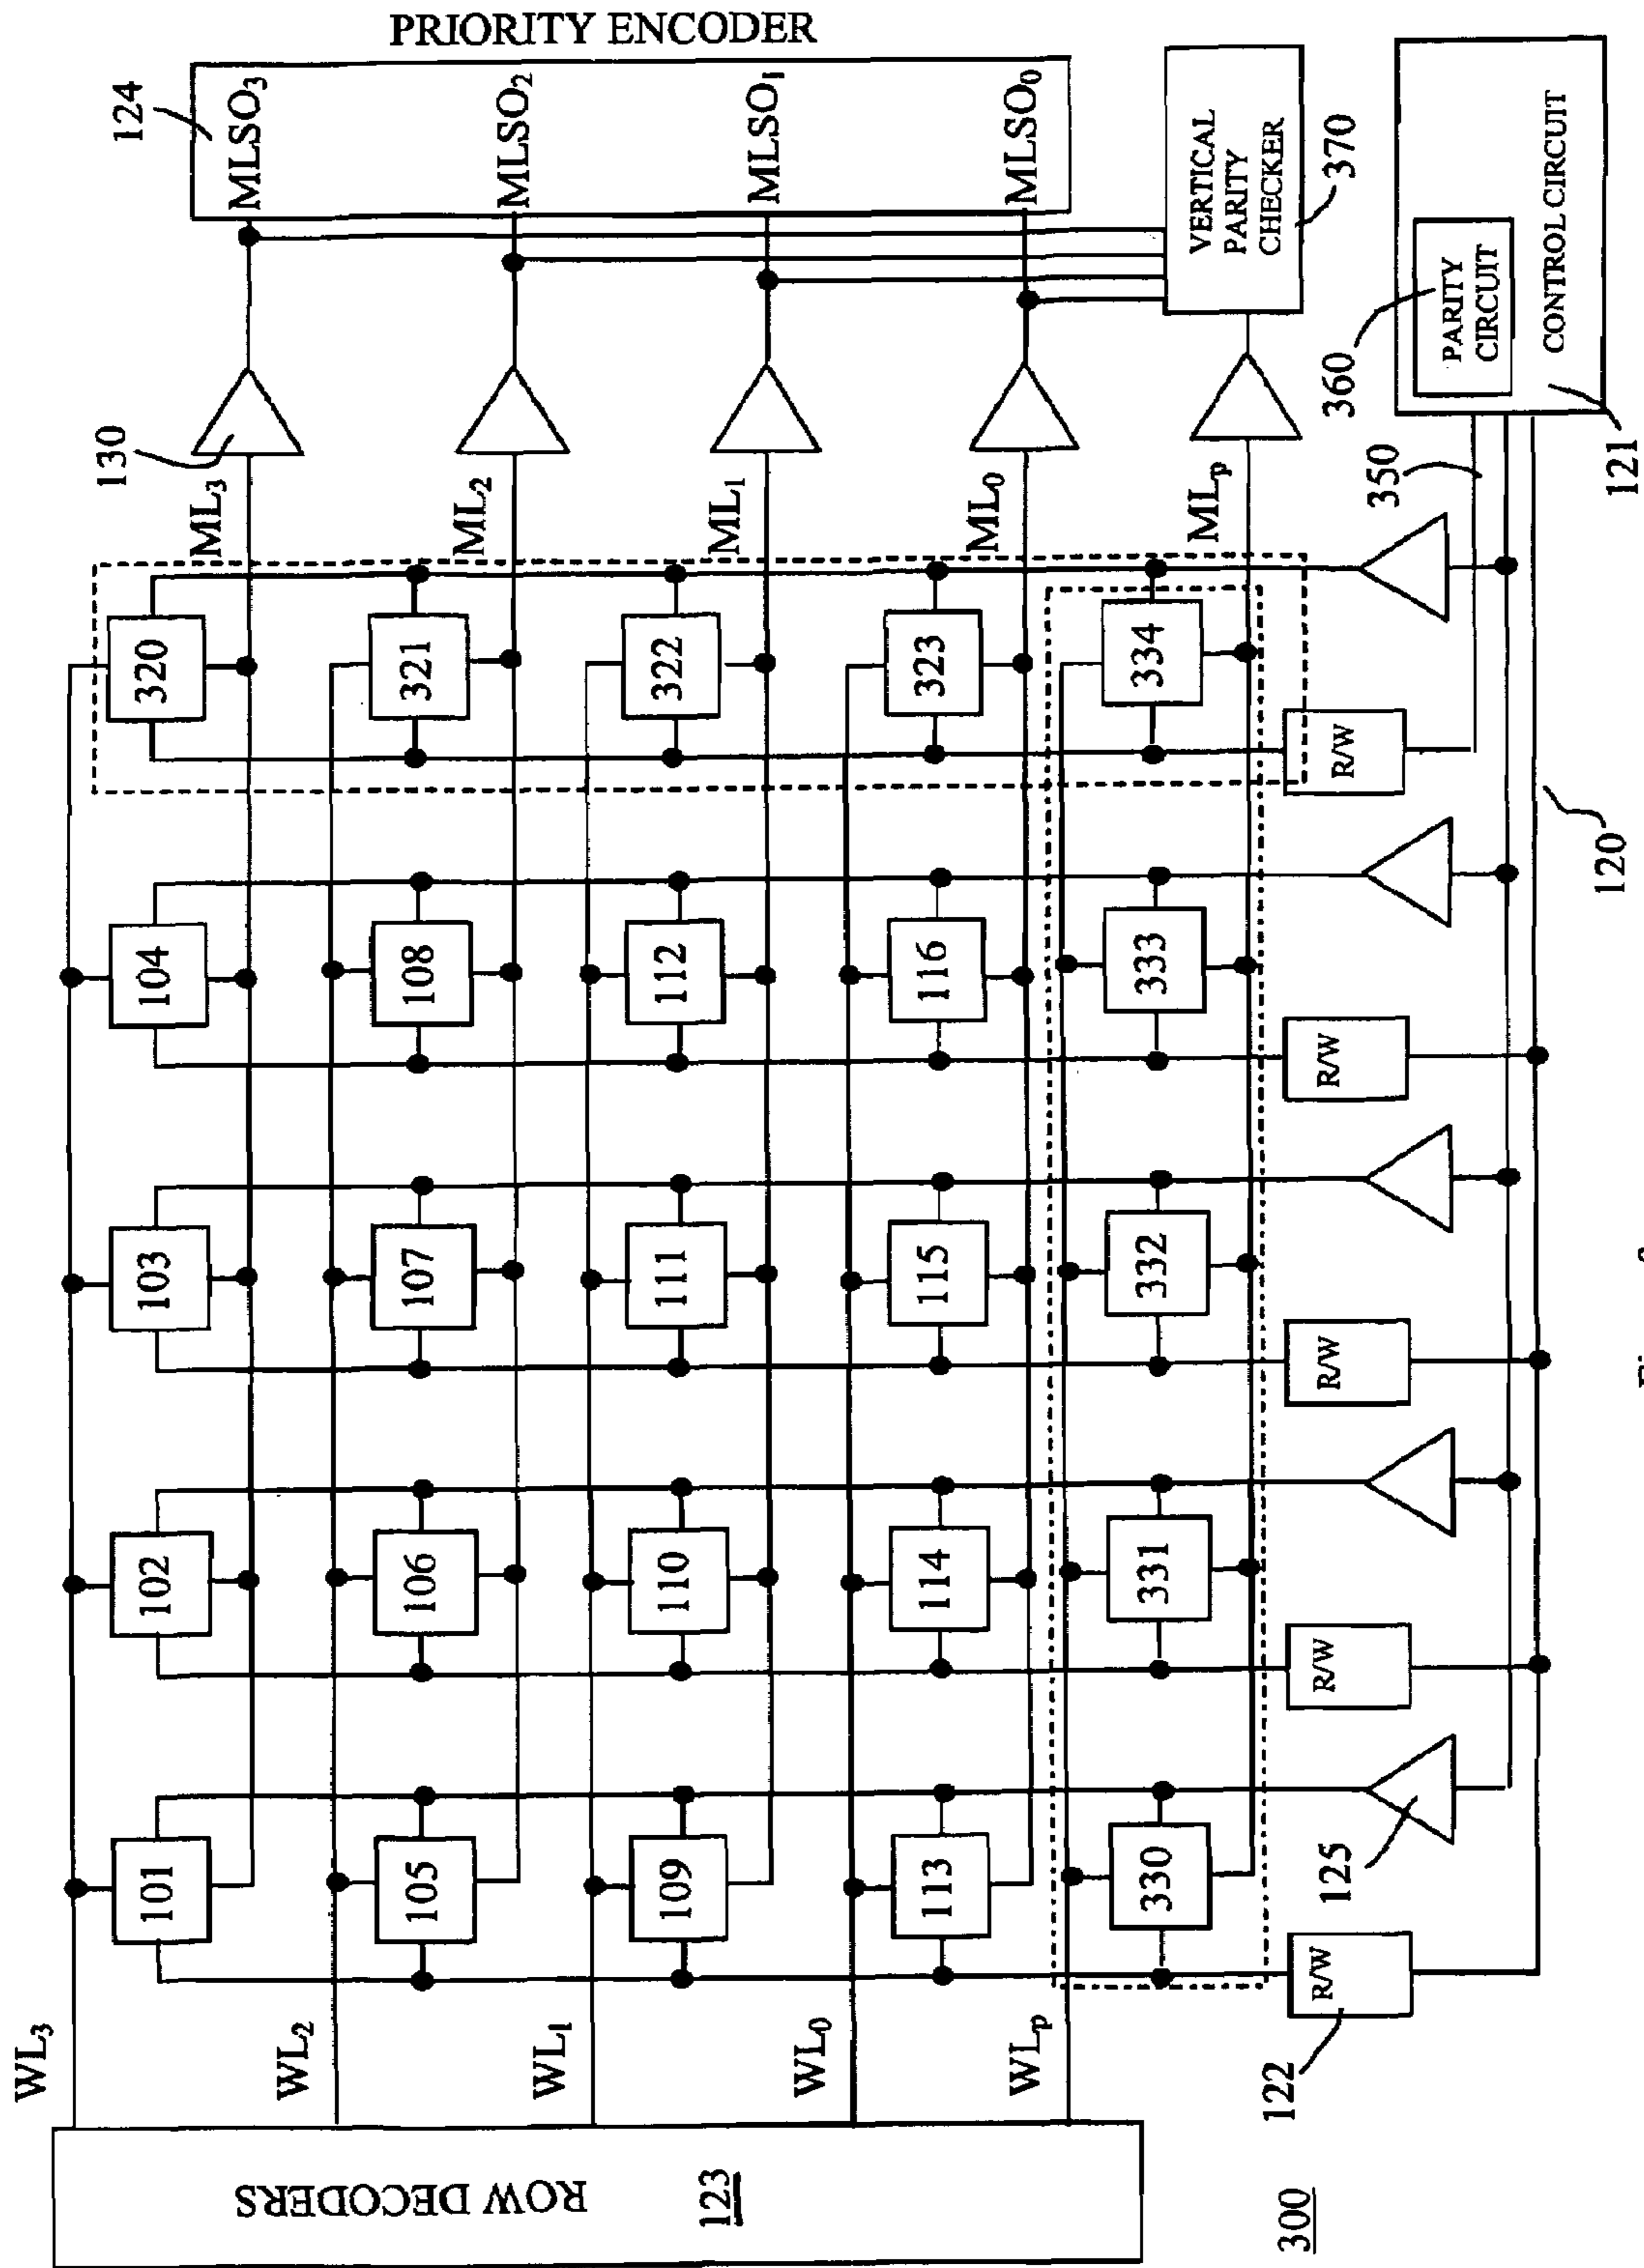 PRIORITY ENCODER
124
MLSO3
MLSO2
MLSO1
MLSO0
VERTICAL
PARITY
CHECKER
370
130
ML3
ML2
ML1
ML0
MLp
360
PARITY
CIRCUIT
CONTROL CIRCUIT
121
350
320
321
322
323
334
R/W
120
104
108
112
116
333
R/W
103
107
111
115
332
R/W
102
106
110
114
331
R/W
101
105
109
113
330
125
R/W
122
WL3
WL2
WL1
WL0
WLp
ROW DECODERS
123
300